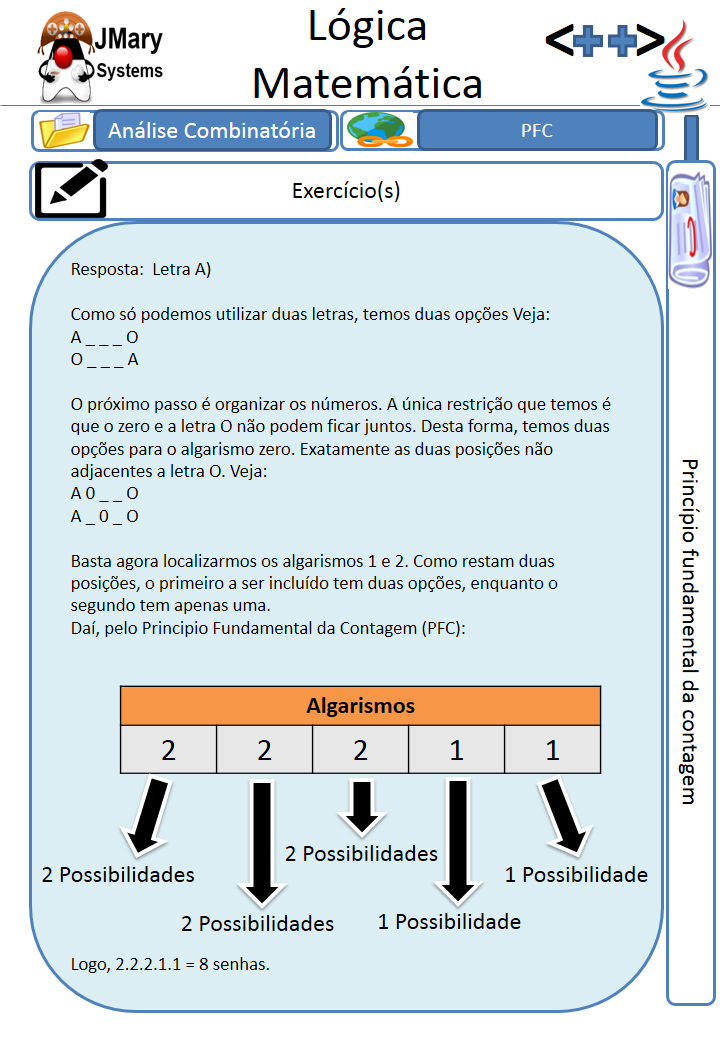 JMary
Systems
Lógica
Matemática
<++>
Análise Combinatória
PFC
Exercício(s)
Resposta: Letra A)
Como só podemos utilizar duas letras, temos duas opções Veja:
A _ _ _ O
O _ _ _ A
O próximo passo é organizar os números. A única restrição que temos é
que o zero e a letra O não podem ficar juntos. Desta forma, temos duas
opções para o algarismo zero. Exatamente as duas posições não
adjacentes a letra O. Veja:
A 0 _ _ O
A _ 0 _ O
Basta agora localizarmos os algarismos 1 e 2. Como restam duas
posições, o primeiro a ser incluído tem duas opções, enquanto o
segundo tem apenas uma.
Daí, pelo Principio Fundamental da Contagem (PFC):
Algarismos
2 2 2 1 1
2 Possibilidades
2 Possibilidades
2 Possibilidades
1 Possibilidade
1 Possibilidade
Logo, 2.2.2.1.1 = 8 senhas.
Princípio fundamental da contagem